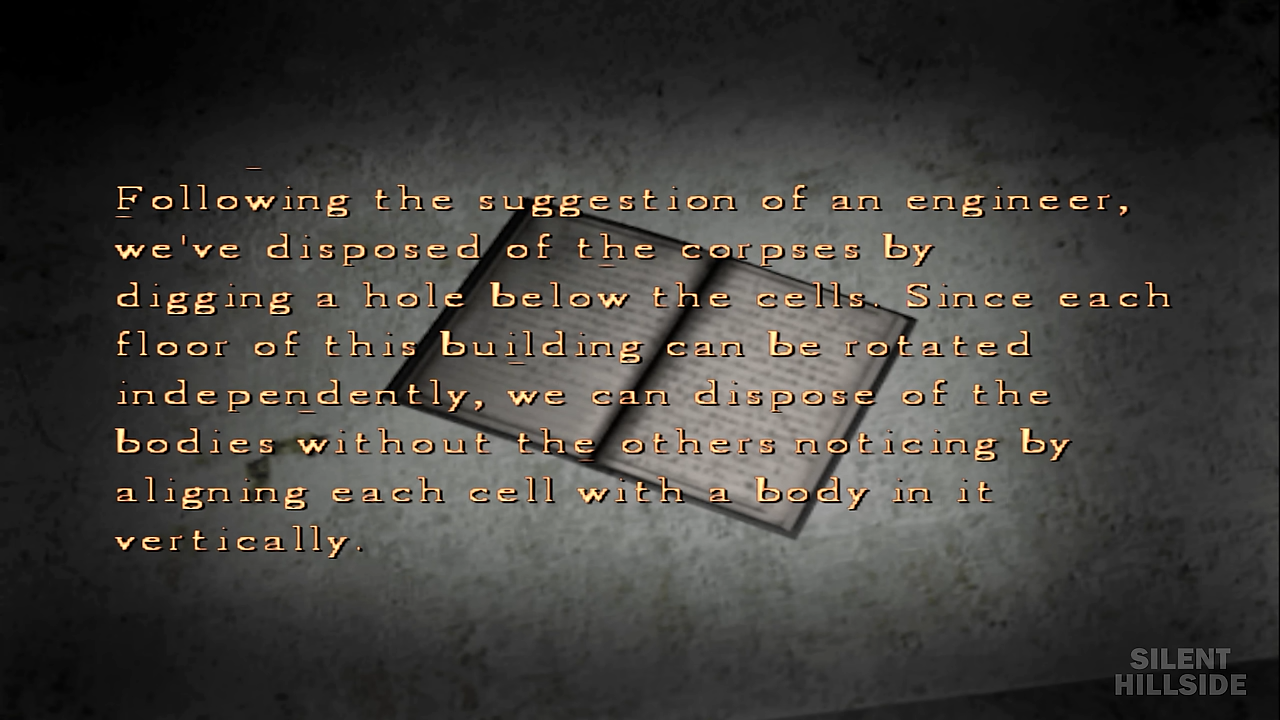 Following the suggestion of an engineer,
we've disposed of the corpses by
digging a hole below the cells. Since each
floor of this building can be rotated
independently, we can dispose of the
bodies without the others noticing by
aligning each cell with a body in it
vertically.
SILENT
HILLSIDE